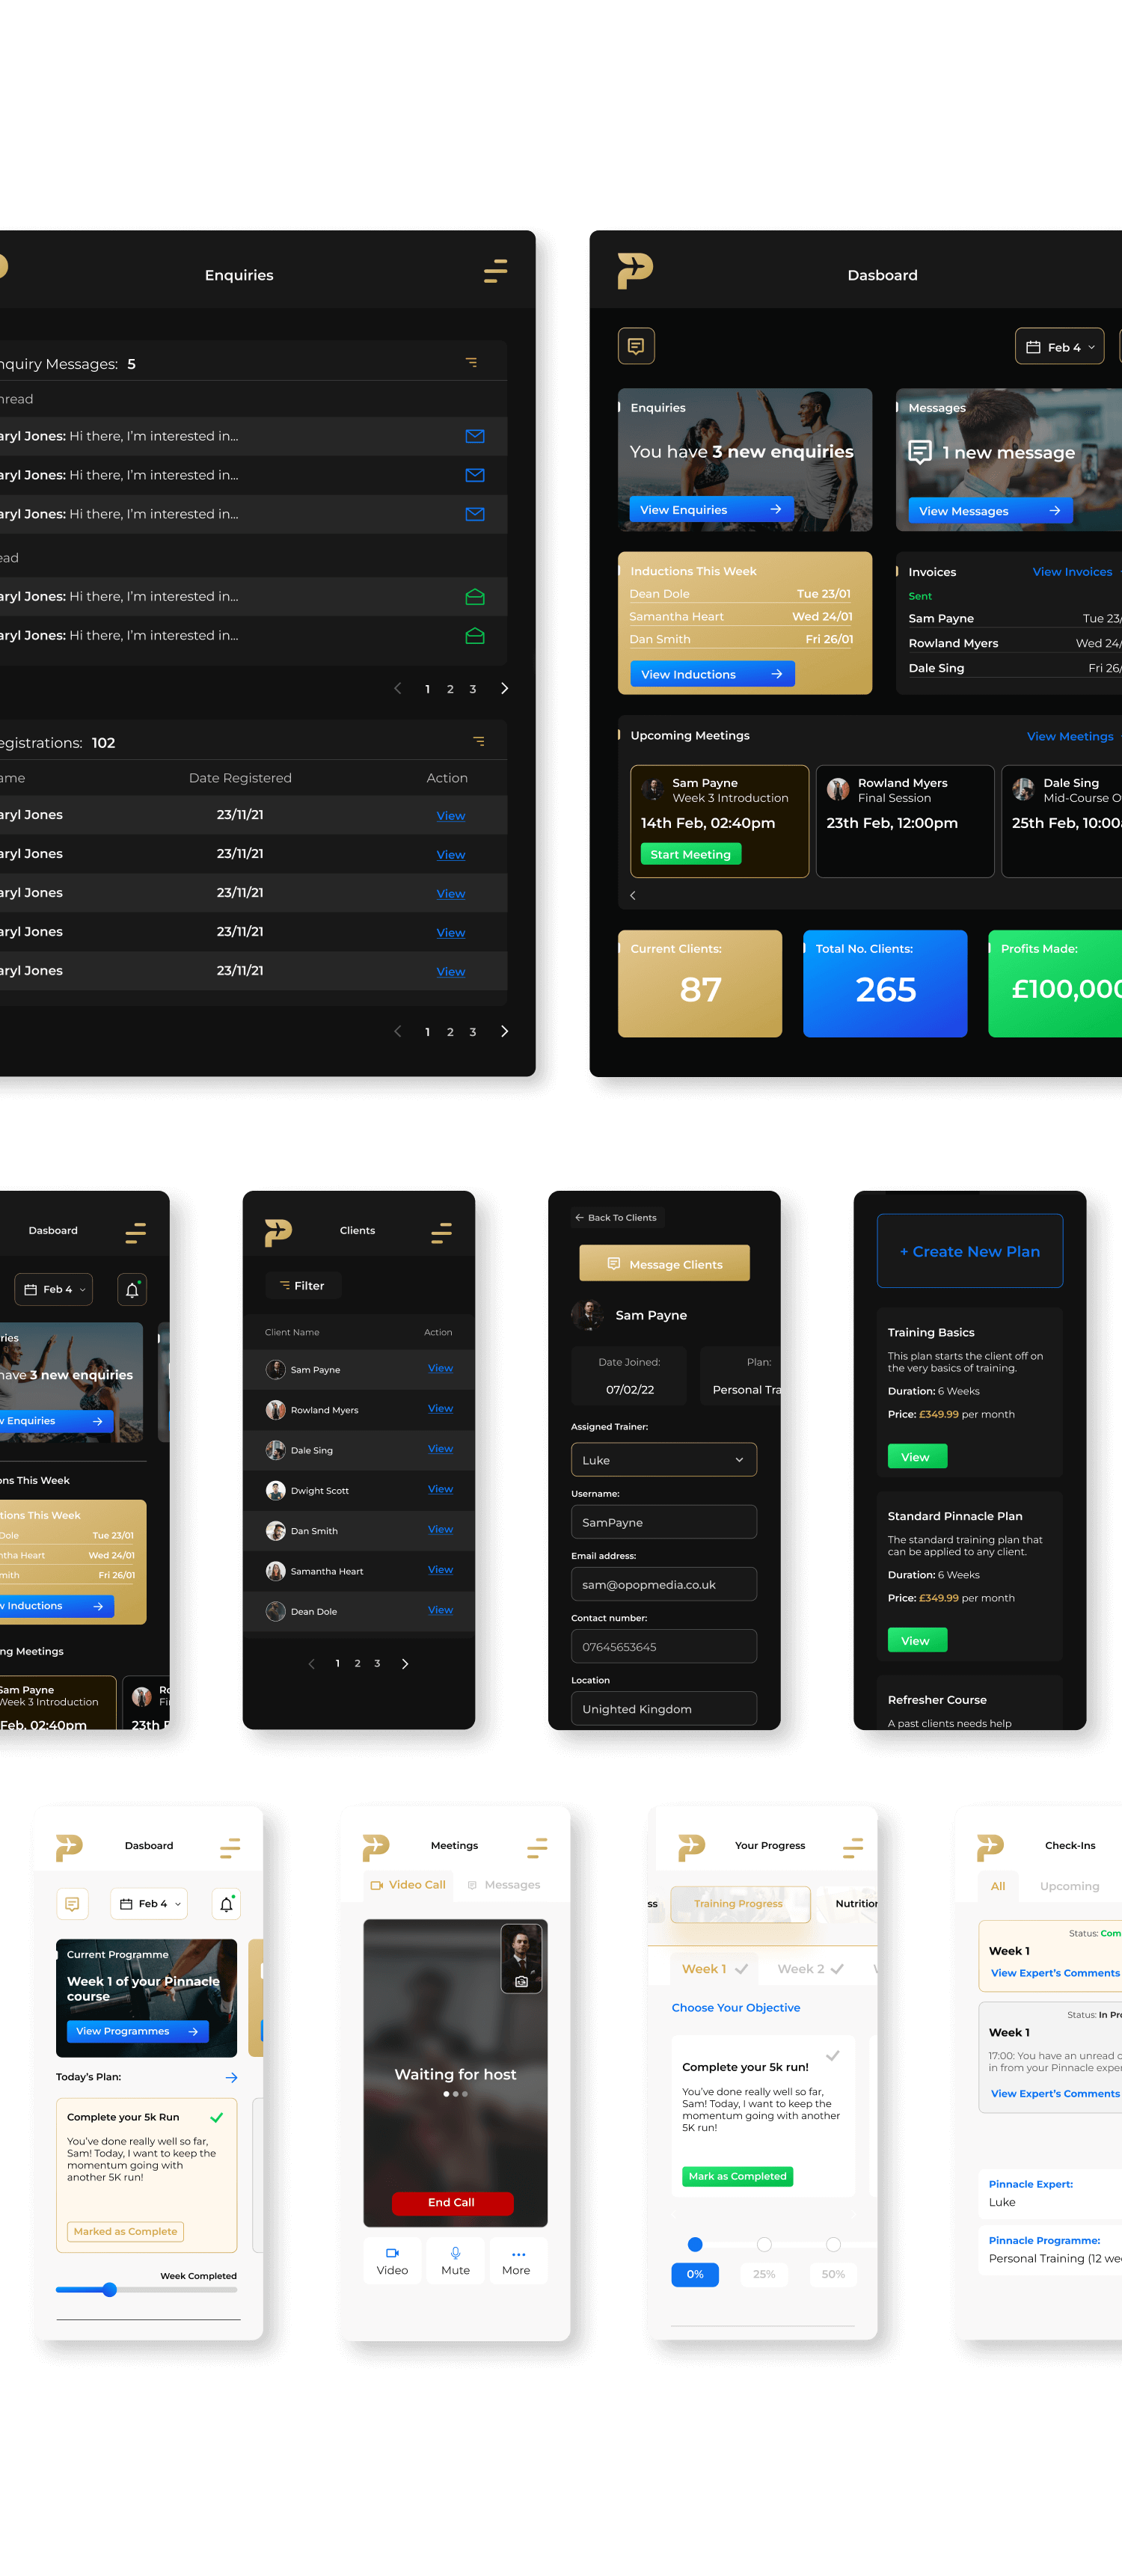 Enquiries
nquiry Messages: 5
nread
aryl Jones: Hi there, I'm interested in...
aryl Jones: Hi there, I'm interested in...
aryl Jones: Hi there, I'm interested in...
ead
aryl Jones: Hi there, I'm interested in...
aryl Jones: Hi there, I'm interested in...
1 2 3
egistrations: 102
ame Date Registered Action
aryl Jones 23/11/21 View
aryl Jones 23/11/21 View
aryl Jones 23/11/21 View
aryl Jones 23/11/21 View
aryl Jones 23/11/21 View
1 2 3
Dasboard
Feb 4
Enquiries
You have 3 new enquiries
View Enquiries
Messages
1 new message
View Messages
Inductions This Week
Dean Dole Tue 23/01
Samantha Heart Wed 24/01
Dan Smith Fri 26/01
View Inductions
Invoices View Invoices
Sent
Sam Payne Tue 23/
Rowland Myers Wed 24/
Dale Sing Fri 26/
Upcoming Meetings View Meetings
Sam Payne
Week 3 Introduction
14th Feb, 02:40pm
Start Meeting
Rowland Myers
Final Session
23th Feb, 12:00pm
Dale Sing
Mid-Course O
25th Feb, 10:00
Current Clients:
87
Total No. Clients:
265
Profits Made:
£100,000
Dasboard
Feb 4
ries
have 3 new enquiries
w Enquiries
ons This Week
tions This Week
Dole Tue 23/01
ntha Heart Wed 24/01
mith Fri 26/01
w Inductions
ng Meetings
Sam Payne
Week 3 Introduction
Feb, 02:40pm
Ro
Fi
23th F
Clients
Filter
Client Name Action
Sam Payne View
Rowland Myers View
Dale Sing View
Dwight Scott View
Dan Smith View
Samantha Heart View
Dean Dole View
1 2 3
Back To Clients
Message Clients
Sam Payne
Date Joined:
07/02/22
Plan:
Personal Tra
Assigned Trainer:
Luke
Username:
SamPayne
Email address:
sam@opopmedia.co.uk
Contact number:
07645653645
Location
Unighted Kingdom
+ Create New Plan
Training Basics
This plan starts the client off on
the very basics of training.
Duration: 6 Weeks
Price: £349.99 per month
View
Standard Pinnacle Plan
The standard training plan that
can be applied to any client.
Duration: 6 Weeks
Price: £349.99 per month
View
Refresher Course
A past clients needs help
Dasboard
Feb 4
Current Programme
Week 1 of your Pinnacle
course
View Programmes
Today's Plan:
Complete your 5k Run
You've done really well so far,
Sam! Today, I want to keep the
momentum going with
another 5K run!
Marked as Complete
Week Completed
Meetings
Video Call Messages
Waiting for host
End Call
Video Mute More
Your Progress
ss Training Progress Nutrition
Week 1 Week 2
Choose Your Objective
Complete your 5k run!
You've done really well so far,
Sam! Today, I want to keep the
momentum going with another
5K run!
Mark as Completed
0% 25% 50%
Check-Ins
All Upcoming
Status: Com
Week 1
View Expert's Comments
Status: In Pro
Week 1
17:00: You have an unread c
in from your Pinnacle exper
View Expert's Comments
Pinnacle Expert:
Luke
Pinnacle Programme:
Personal Training (12 wee